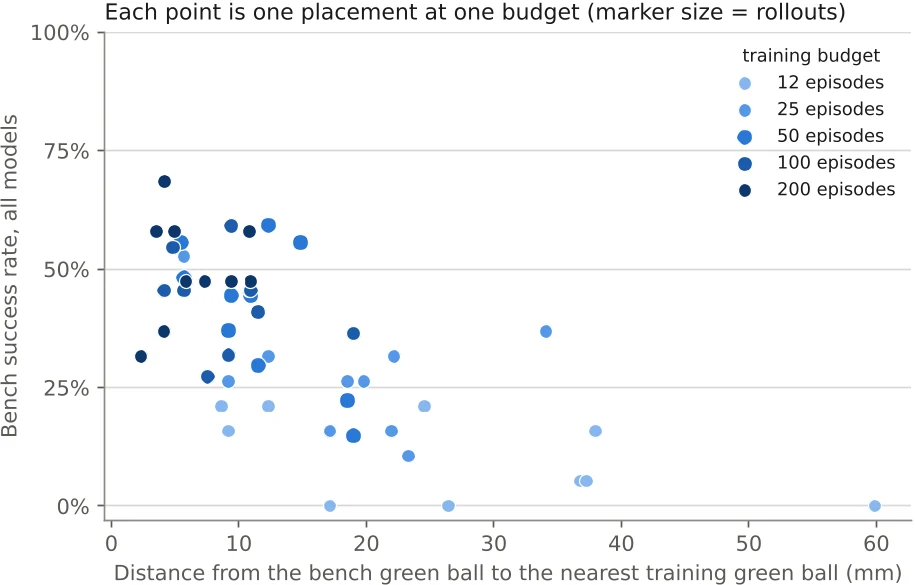 Each point is one placement at one budget (marker size = rollouts)
100%
75%
50%
25%
0%
Bench success rate, all models
training budget
12 episodes
25 episodes
50 episodes
100 episodes
200 episodes
0 10 20 30 40 50 60
Distance from the bench green ball to the nearest training green ball (mm)